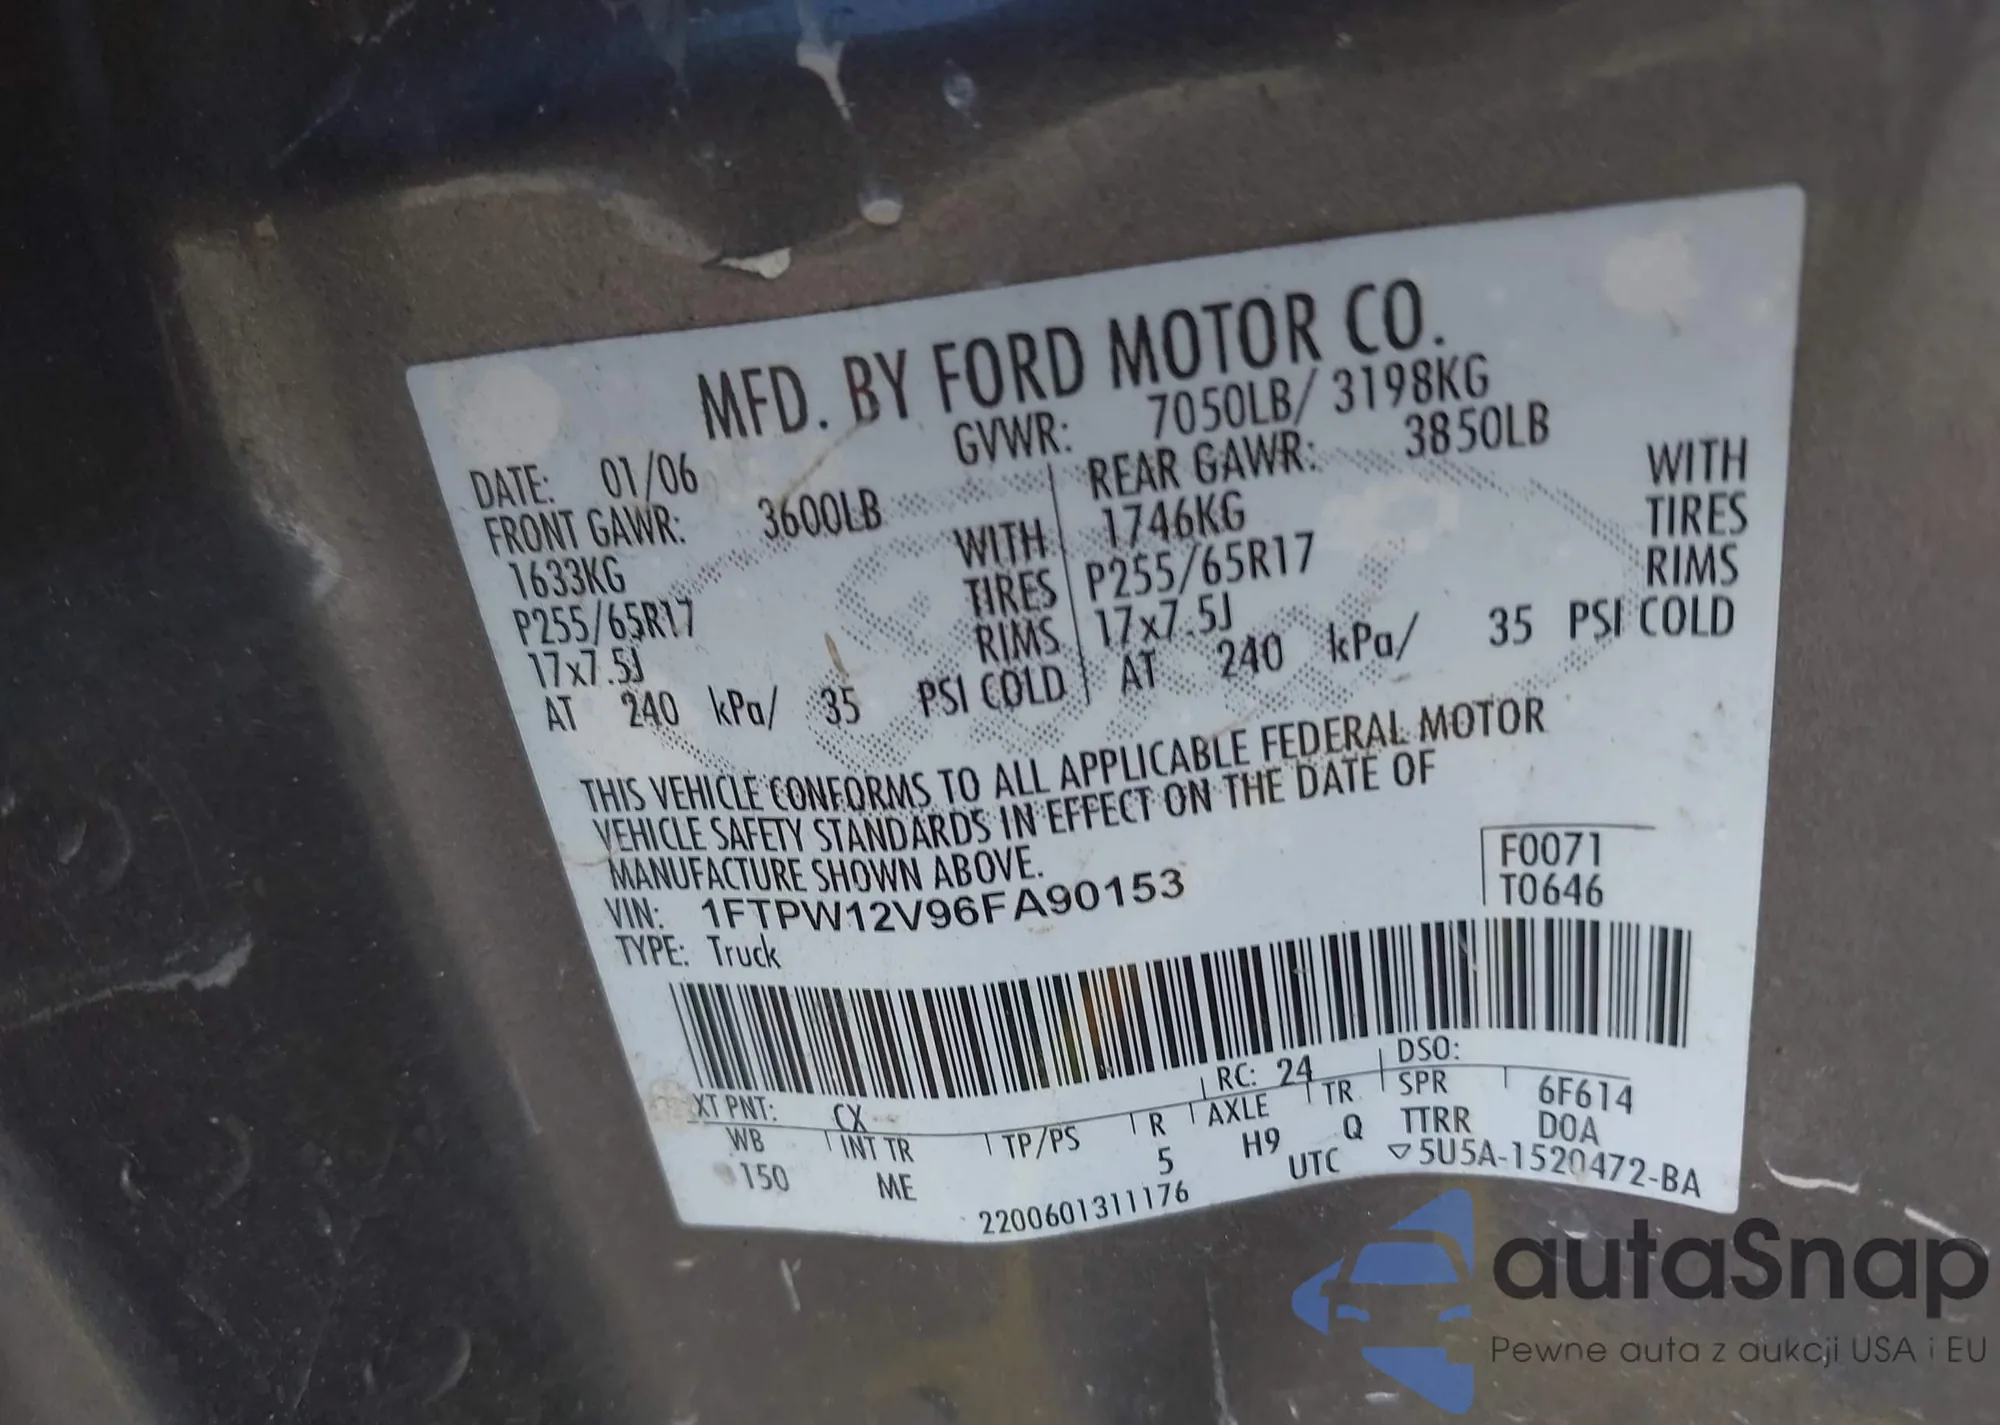 MFD. BY FORD MOTOR CO.
DATE: 01/06 GVWR: 7050LB/ 3198KG
FRONT GAWR: 3600LB REAR GAWR: 3850LB
1633KG WITH 1746KG WITH
P255/65R17 TIRES P255/65R17 TIRES
17x7.5J RIMS 17x7.5J RIMS
AT 240 kPa/ 35 PSI COLD AT 240 kPa/ 35 PSI COLD
THIS VEHICLE CONFORMS TO ALL APPLICABLE FEDERAL MOTOR
VEHICLE SAFETY STANDARDS IN EFFECT ON THE DATE OF
MANUFACTURE SHOWN ABOVE.
F0071
VIN: 1FTPW12V96FA90153 T0646
TYPE: Truck
XT PNT: CX RC: 24 DSO:
WB INT TR TP/PS R AXLE TR SPR 6F614
150 ME 5 H9 Q TTRR DOA
2200601311176 UTC ▽5U5A-1520472-BA
autaSnap
Pewne auta z aukcji USA i EU